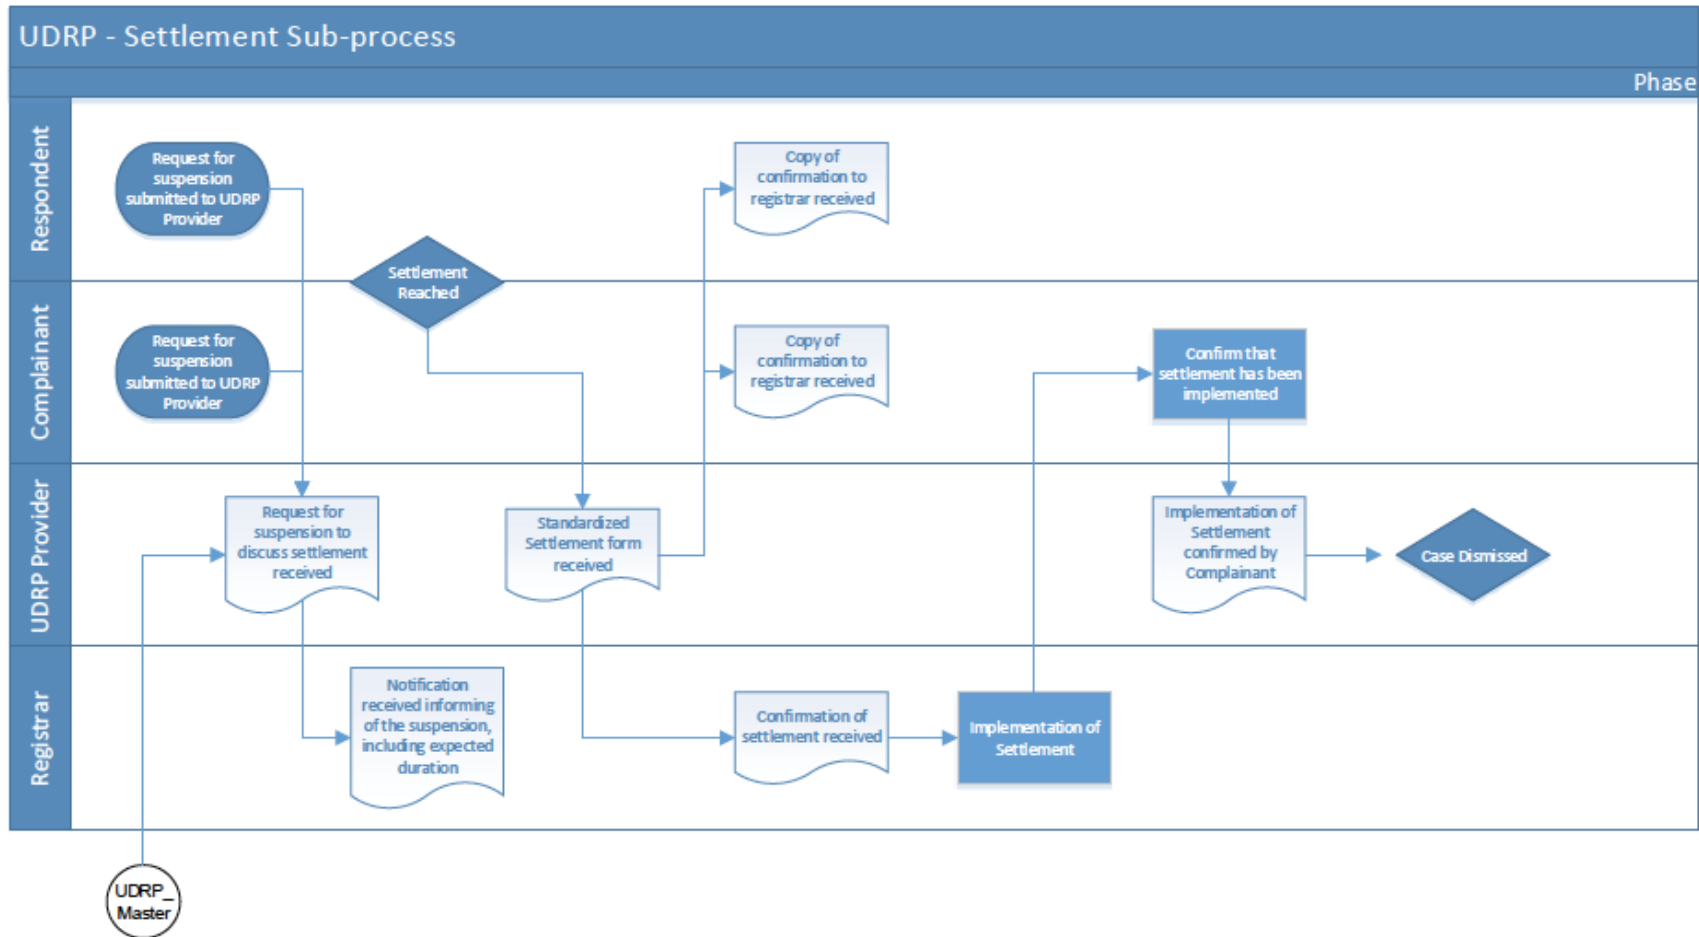 UDRP - Settlement Sub-process
Phase
Respondent
Request for
suspension
submitted to UDRP
Provider
Copy of
confirmation to
registrar received
Settlement
Reached
Complainant
Request for
suspension
submitted to UDRP
Provider
Copy of
confirmation to
registrar received
Confirm that
settlement has been
implemented
UDRP Provider
Request for
suspension to
discuss settlement
received
Standardized
Settlement form
received
Implementation of
Settlement
confirmed by
Complainant
Case Dismissed
Registrar
Notification
received informing
of the suspension,
including expected
duration
Confirmation of
settlement received
Implementation of
Settlement
UDRP_
Master